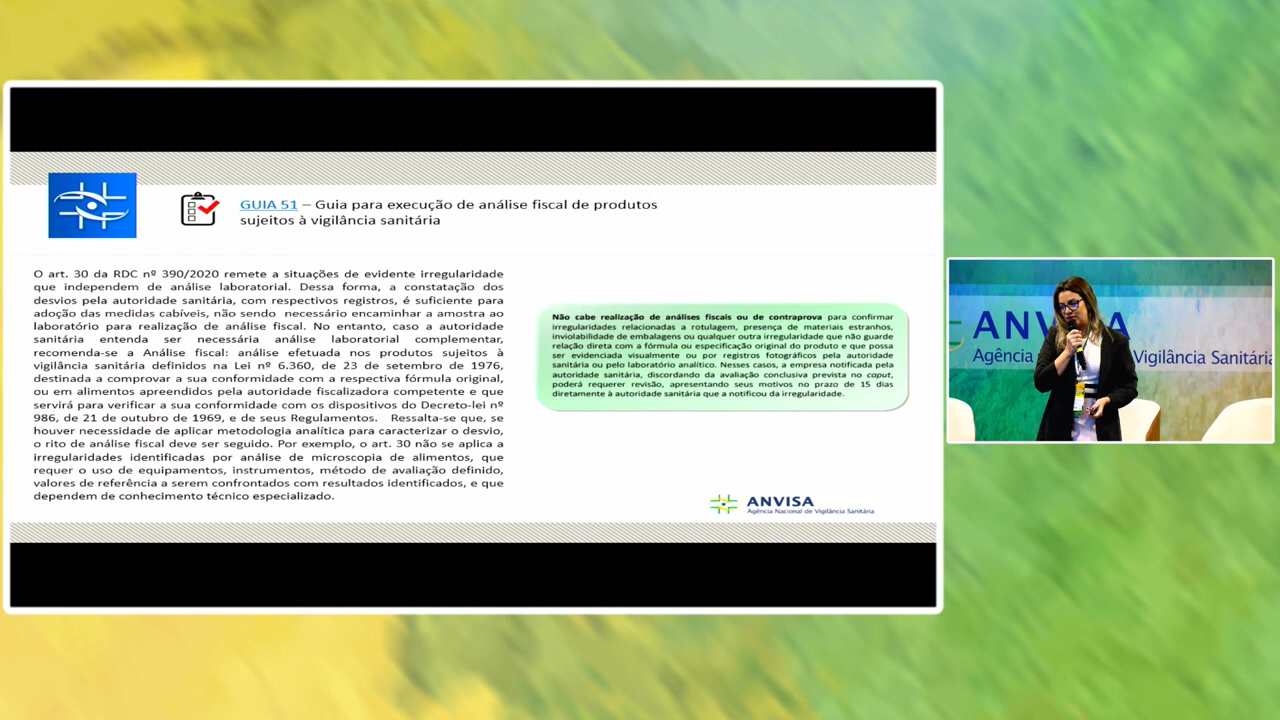 GUIA 51 – Guia para execução de análise fiscal de produtos
sujeitos à vigilância sanitária
O art. 30 da RDC nº 390/2020 remete a situações de evidente irregularidade
que independem de análise laboratorial. Dessa forma, a constatação dos
desvios pela autoridade sanitária, com respectivos registros, é suficiente para
adoção das medidas cabíveis, não sendo necessário encaminhar a amostra ao
laboratório para realização de análise fiscal. No entanto, caso a autoridade
sanitária entenda ser necessária análise laboratorial complementar,
recomenda-se a Análise fiscal: análise efetuada nos produtos sujeitos à
vigilância sanitária definidos na Lei nº 6.360, de 23 de setembro de 1976,
destinada a comprovar a sua conformidade com a respectiva fórmula original,
ou em alimentos apreendidos pela autoridade fiscalizadora competente e que
servirá para verificar a sua conformidade com os dispositivos do Decreto-lei nº
986, de 21 de outubro de 1969, e de seus Regulamentos. Ressalta-se que, se
houver necessidade de aplicar metodologia analítica para caracterizar o desvio,
o rito de análise fiscal deve ser seguido. Por exemplo, o art. 30 não se aplica a
irregularidades identificadas por análise de microscopia de alimentos, que
requer o uso de equipamentos, instrumentos, método de avaliação definido,
valores de referência a serem confrontados com resultados identificados, e que
dependem de conhecimento técnico especializado.
Não cabe realização de análises fiscais ou de contraprova para confirmar
irregularidades relacionadas a rotulagem, presença de materiais estranhos,
inviolabilidade de embalagens ou qualquer outra irregularidade que não guarde
relação direta com a fórmula ou especificação original do produto e que possa
ser evidenciada visualmente ou por registros fotográficos pela autoridade
sanitária ou pelo laboratório analítico. Nesses casos, a empresa notificada pela
autoridade sanitária, discordando da avaliação conclusiva prevista no caput,
poderá requerer revisão, apresentando seus motivos no prazo de 15 dias
diretamente à autoridade sanitária que a notificou da irregularidade.
ANVISA
Agência Nacional de Vigilância Sanitária
ANVISA
Agência Vigilância Sanitária